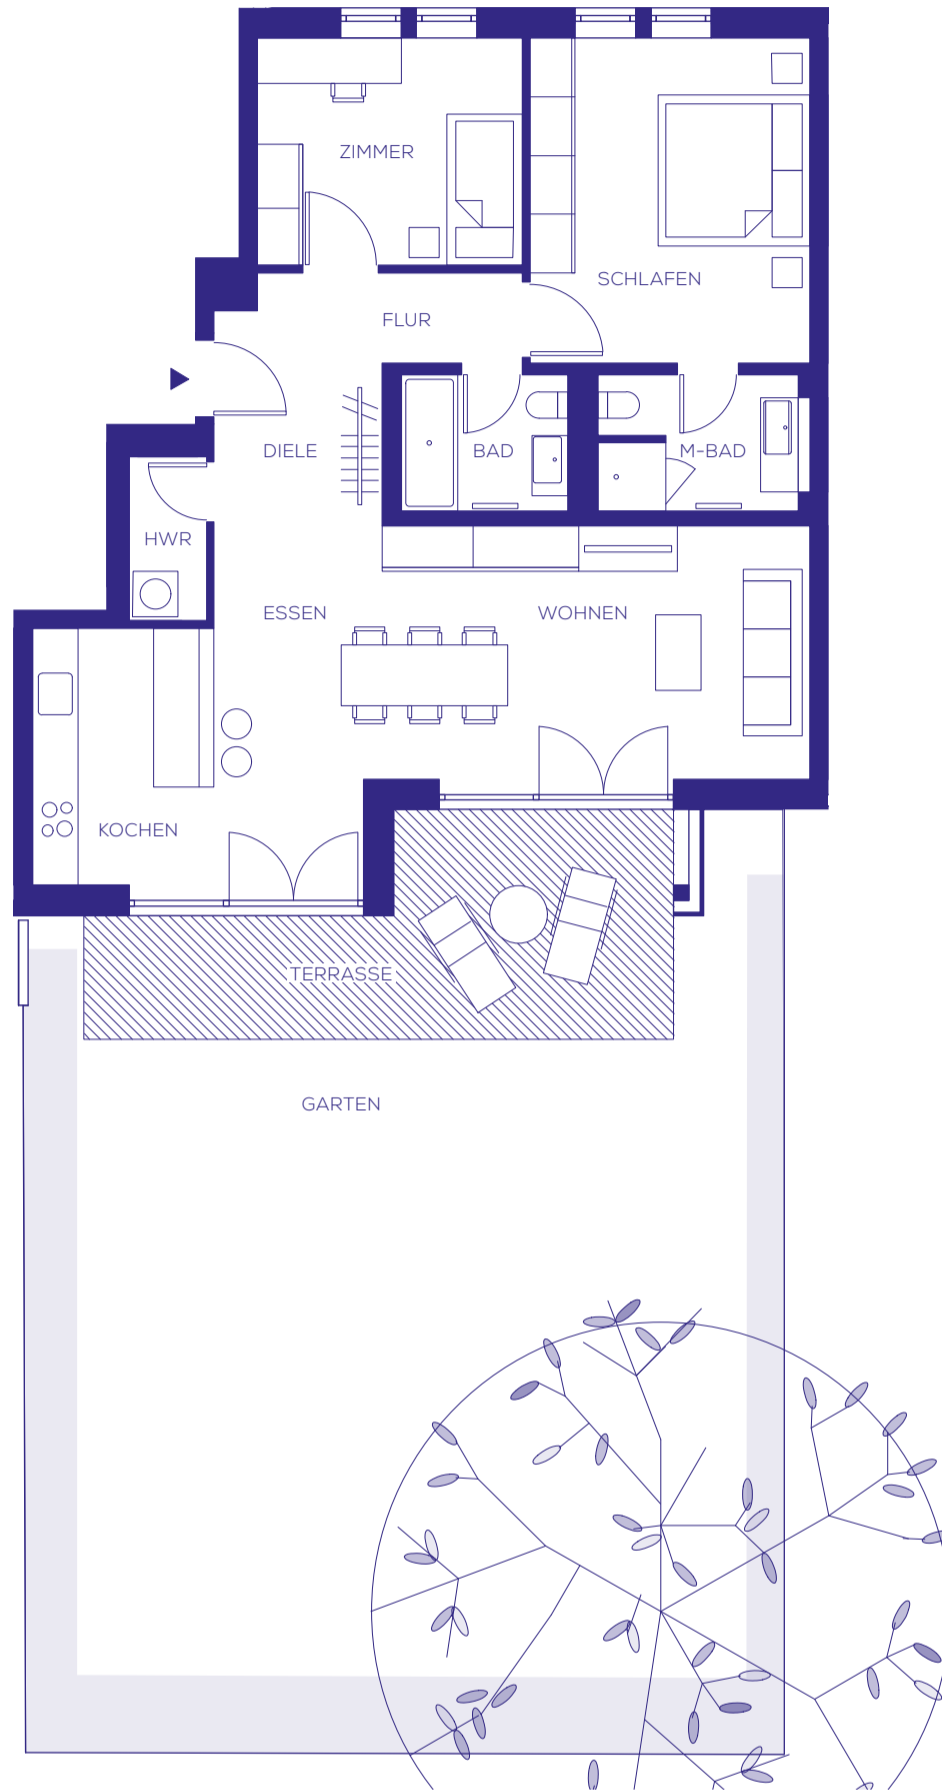 ZIMMER
SCHLAFEN
FLUR
DIELE
BAD
M-BAD
HWR
ESSEN
WOHNEN
KOCHEN
TERRASSE
GARTEN